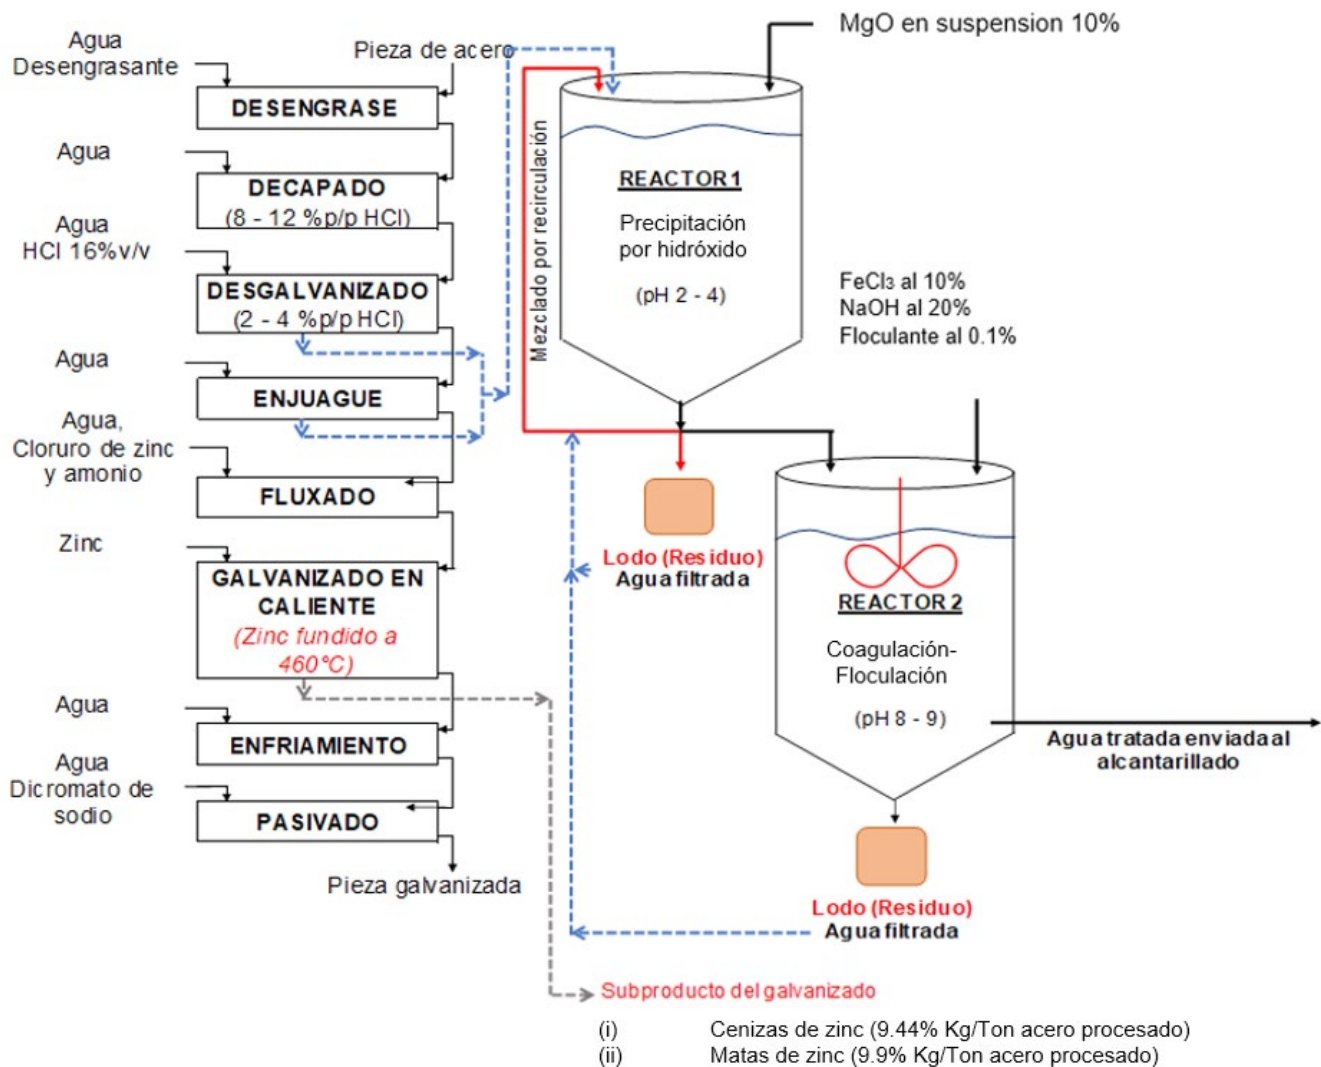 Agua
Desengrasante
Pieza de acero
DESENGRASE
Agua
DECAPADO
(8 - 12 %p/p HCl)
Agua
HCl 16%v/v
DESGALVANIZADO
(2 - 4 %p/p HCl)
Agua
ENJUAGUE
Agua,
Cloruro de zinc
y amonio
FLUXADO
Zinc
GALVANIZADO EN
CALIENTE
(Zinc fundido a
460°C)
Agua
ENFRIAMIENTO
Agua
Dicromato de
sodio
PASIVADO
Pieza galvanizada
MgO en suspension 10%
Mezclado por recirculación
REACTOR 1
Precipitación
por hidróxido
(pH 2 - 4)
FeCl₃ al 10%
NaOH al 20%
Floculante al 0.1%
Lodo (Residuo)
Agua filtrada
REACTOR 2
Coagulación-
Floculación
(pH 8 - 9)
Agua tratada enviada al
alcantarillado
Lodo (Residuo)
Agua filtrada
Subproducto del galvanizado
(i) Cenizas de zinc (9.44% Kg/Ton acero procesado)
(ii) Matas de zinc (9.9% Kg/Ton acero procesado)